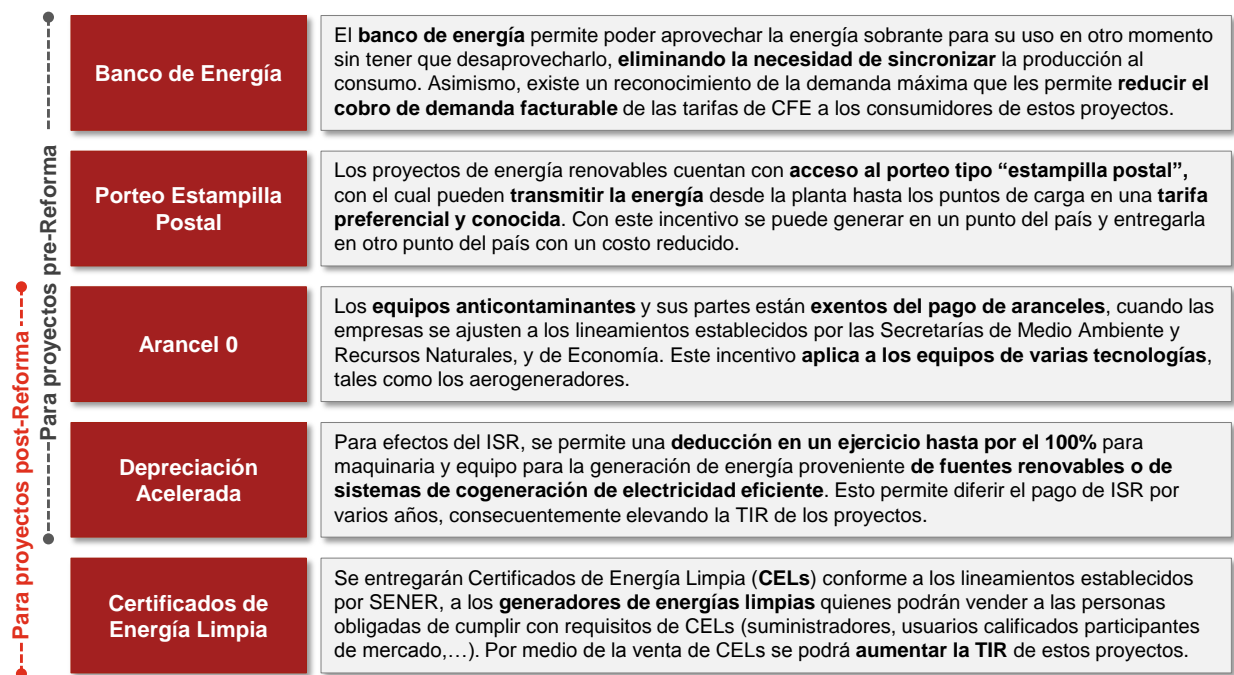 Para proyectos pre-Reforma
Para proyectos post-Reforma
Banco de Energía
El banco de energía permite poder aprovechar la energía sobrante para su uso en otro momento
sin tener que desaprovecharlo, eliminando la necesidad de sincronizar la producción al
consumo. Asimismo, existe un reconocimiento de la demanda máxima que les permite reducir el
cobro de demanda facturable de las tarifas de CFE a los consumidores de estos proyectos.
Porteo Estampilla
Postal
Los proyectos de energía renovables cuentan con acceso al porteo tipo “estampilla postal”,
con el cual pueden transmitir la energía desde la planta hasta los puntos de carga en una tarifa
preferencial y conocida. Con este incentivo se puede generar en un punto del país y entregarla
en otro punto del país con un costo reducido.
Arancel 0
Los equipos anticontaminantes y sus partes están exentos del pago de aranceles, cuando las
empresas se ajusten a los lineamientos establecidos por las Secretarías de Medio Ambiente y
Recursos Naturales, y de Economía. Este incentivo aplica a los equipos de varias tecnologías,
tales como los aerogeneradores.
Depreciación
Acelerada
Para efectos del ISR, se permite una deducción en un ejercicio hasta por el 100% para
maquinaria y equipo para la generación de energía proveniente de fuentes renovables o de
sistemas de cogeneración de electricidad eficiente. Esto permite diferir el pago de ISR por
varios años, consecuentemente elevando la TIR de los proyectos.
Certificados de
Energía Limpia
Se entregarán Certificados de Energía Limpia (CELs) conforme a los lineamientos establecidos
por SENER, a los generadores de energías limpias quienes podrán vender a las personas
obligadas de cumplir con requisitos de CELs (suministradores, usuarios calificados participantes
de mercado,…). Por medio de la venta de CELs se podrá aumentar la TIR de estos proyectos.